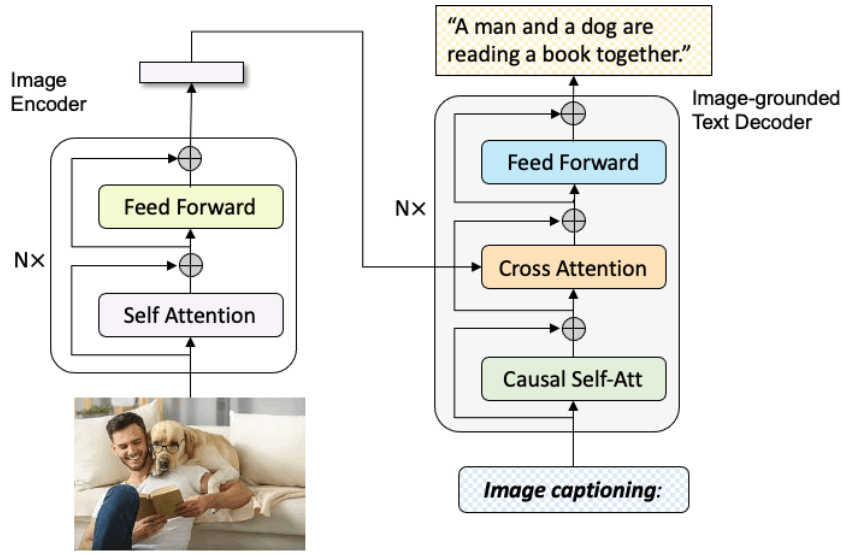 Image
Encoder
Feed Forward
N×
Self Attention
“A man and a dog are
reading a book together.”
Image-grounded
Text Decoder
Feed Forward
N×
Cross Attention
Causal Self-Att
Image captioning: